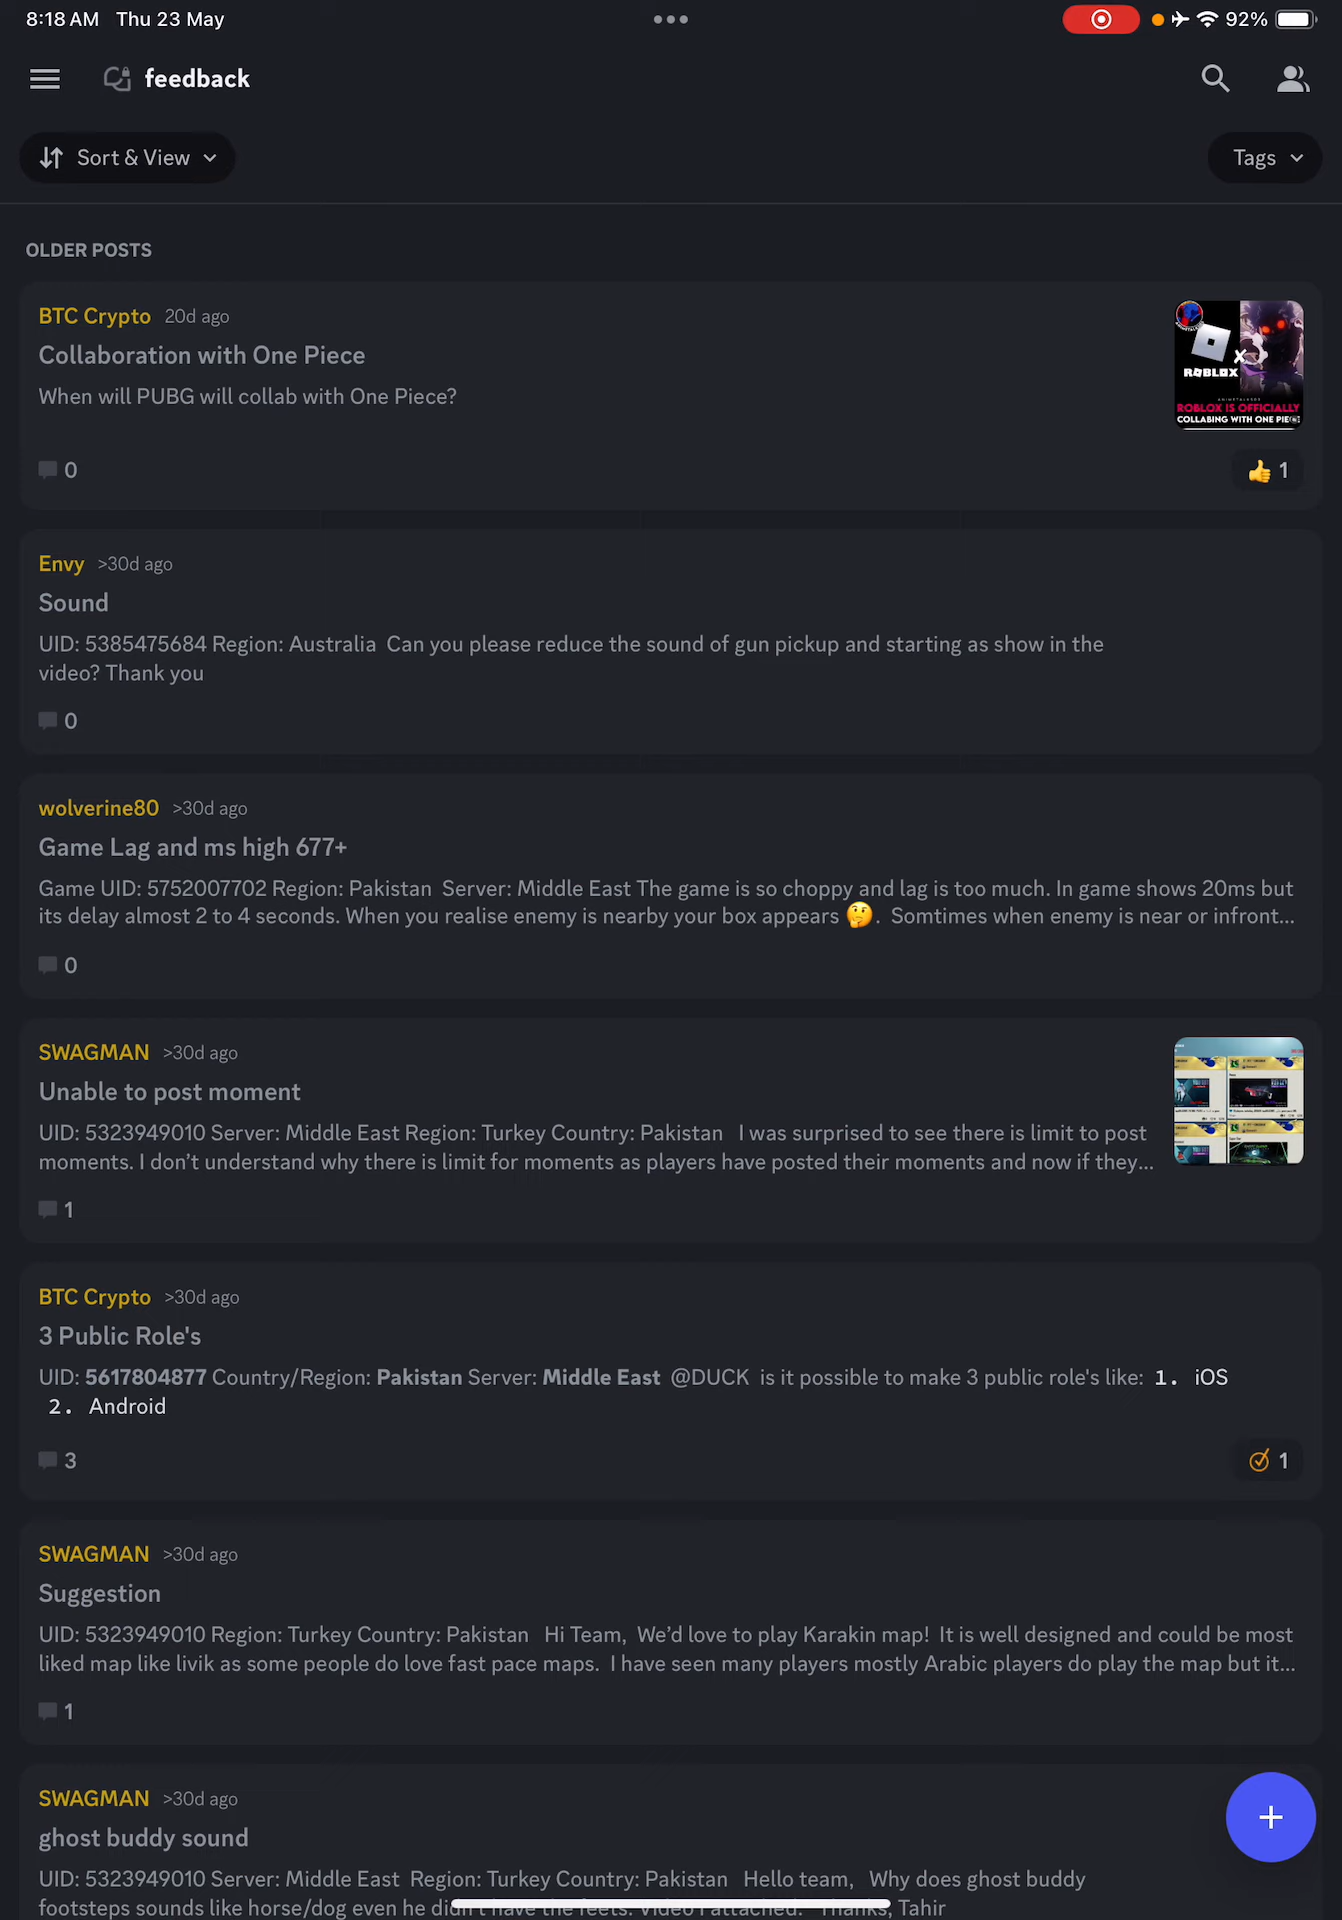 8:18 AM Thu 23 May
92%
feedback
Sort & View
Tags
OLDER POSTS
BTC Crypto 20d ago
Collaboration with One Piece
When will PUBG will collab with One Piece?
ROBLOX
X
ROBLOX IS OFFICIALLY
COLLABING WITH ONE PIECE
0
👍 1
Envy >30d ago
Sound
UID: 5385475684 Region: Australia Can you please reduce the sound of gun pickup and starting as show in the
video? Thank you
0
wolverine80 >30d ago
Game Lag and ms high 677+
Game UID: 5752007702 Region: Pakistan Server: Middle East The game is so choppy and lag is too much. In game shows 20ms but
its delay almost 2 to 4 seconds. When you realise enemy is nearby your box appears 🤔. Somtimes when enemy is near or infront...
0
SWAGMAN >30d ago
Unable to post moment
UID: 5323949010 Server: Middle East Region: Turkey Country: Pakistan I was surprised to see there is limit to post
moments. I don’t understand why there is limit for moments as players have posted their moments and now if they...
1
BTC Crypto >30d ago
3 Public Role's
UID: 5617804877 Country/Region: Pakistan Server: Middle East @DUCK is it possible to make 3 public role's like: 1. iOS
2. Android
3
1
SWAGMAN >30d ago
Suggestion
UID: 5323949010 Region: Turkey Country: Pakistan Hi Team, We’d love to play Karakin map! It is well designed and could be most
liked map like livik as some people do love fast pace maps. I have seen many players mostly Arabic players do play the map but it...
1
SWAGMAN >30d ago
ghost buddy sound
UID: 5323949010 Server: Middle East Region: Turkey Country: Pakistan Hello team, Why does ghost buddy
footsteps sounds like horse/dog even he didn't have the feets. Video I attached. Thanks, Tahir